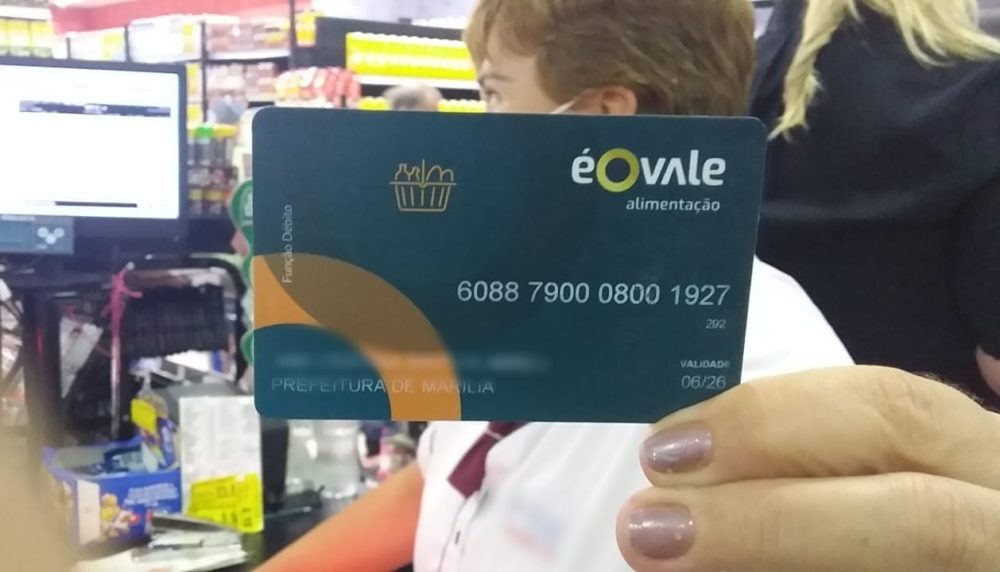 éOvale
alimentação
Função Débito
6088 7900 0800 1927
292
VALIDADE
06/26
PREFEITURA DE MARÍLIA